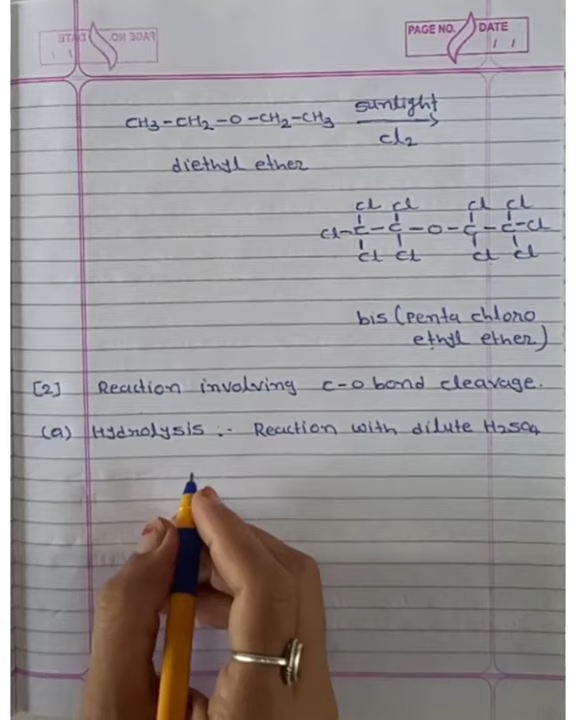 PAGE NO. DATE
/ /
CH3-CH2-O-CH2-CH3 sunlight
cl2
diethyl ether
cl cl cl cl
cl-c-c-o-c-c-cl
cl cl cl cl
bis (penta chloro
ethyl ether)
[2] Reaction involving c-o bond cleavage.
(a) Hydrolysis :- Reaction with dilute H2SO4